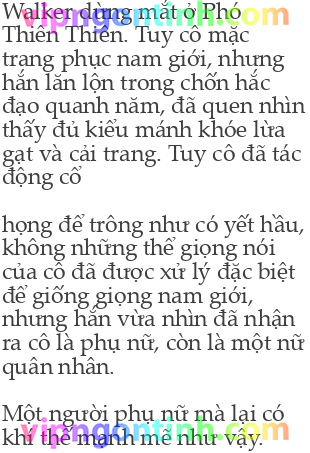 Walker dừng mắt ở Phó
vipngontinh.com
Thiên Thiên. Tuy cô mặc
trang phục nam giới, nhưng
hắn lăn lộn trong chốn hắc
đạo quanh năm, đã quen nhìn
thấy đủ kiểu mánh khóe lừa
gạt và cải trang. Tuy cô đã tác
động cổ
họng để trông như có yết hầu,
không những thể giọng nói
của cô đã được xử lý đặc biệt
để giống giọng nam giới,
nhưng hắn vừa nhìn đã nhận
ra cô là phụ nữ, còn là một nữ
quân nhân.
Một người phụ nữ mà lại có
vipngontinh.com
khí thế mạnh mẽ như vậy.